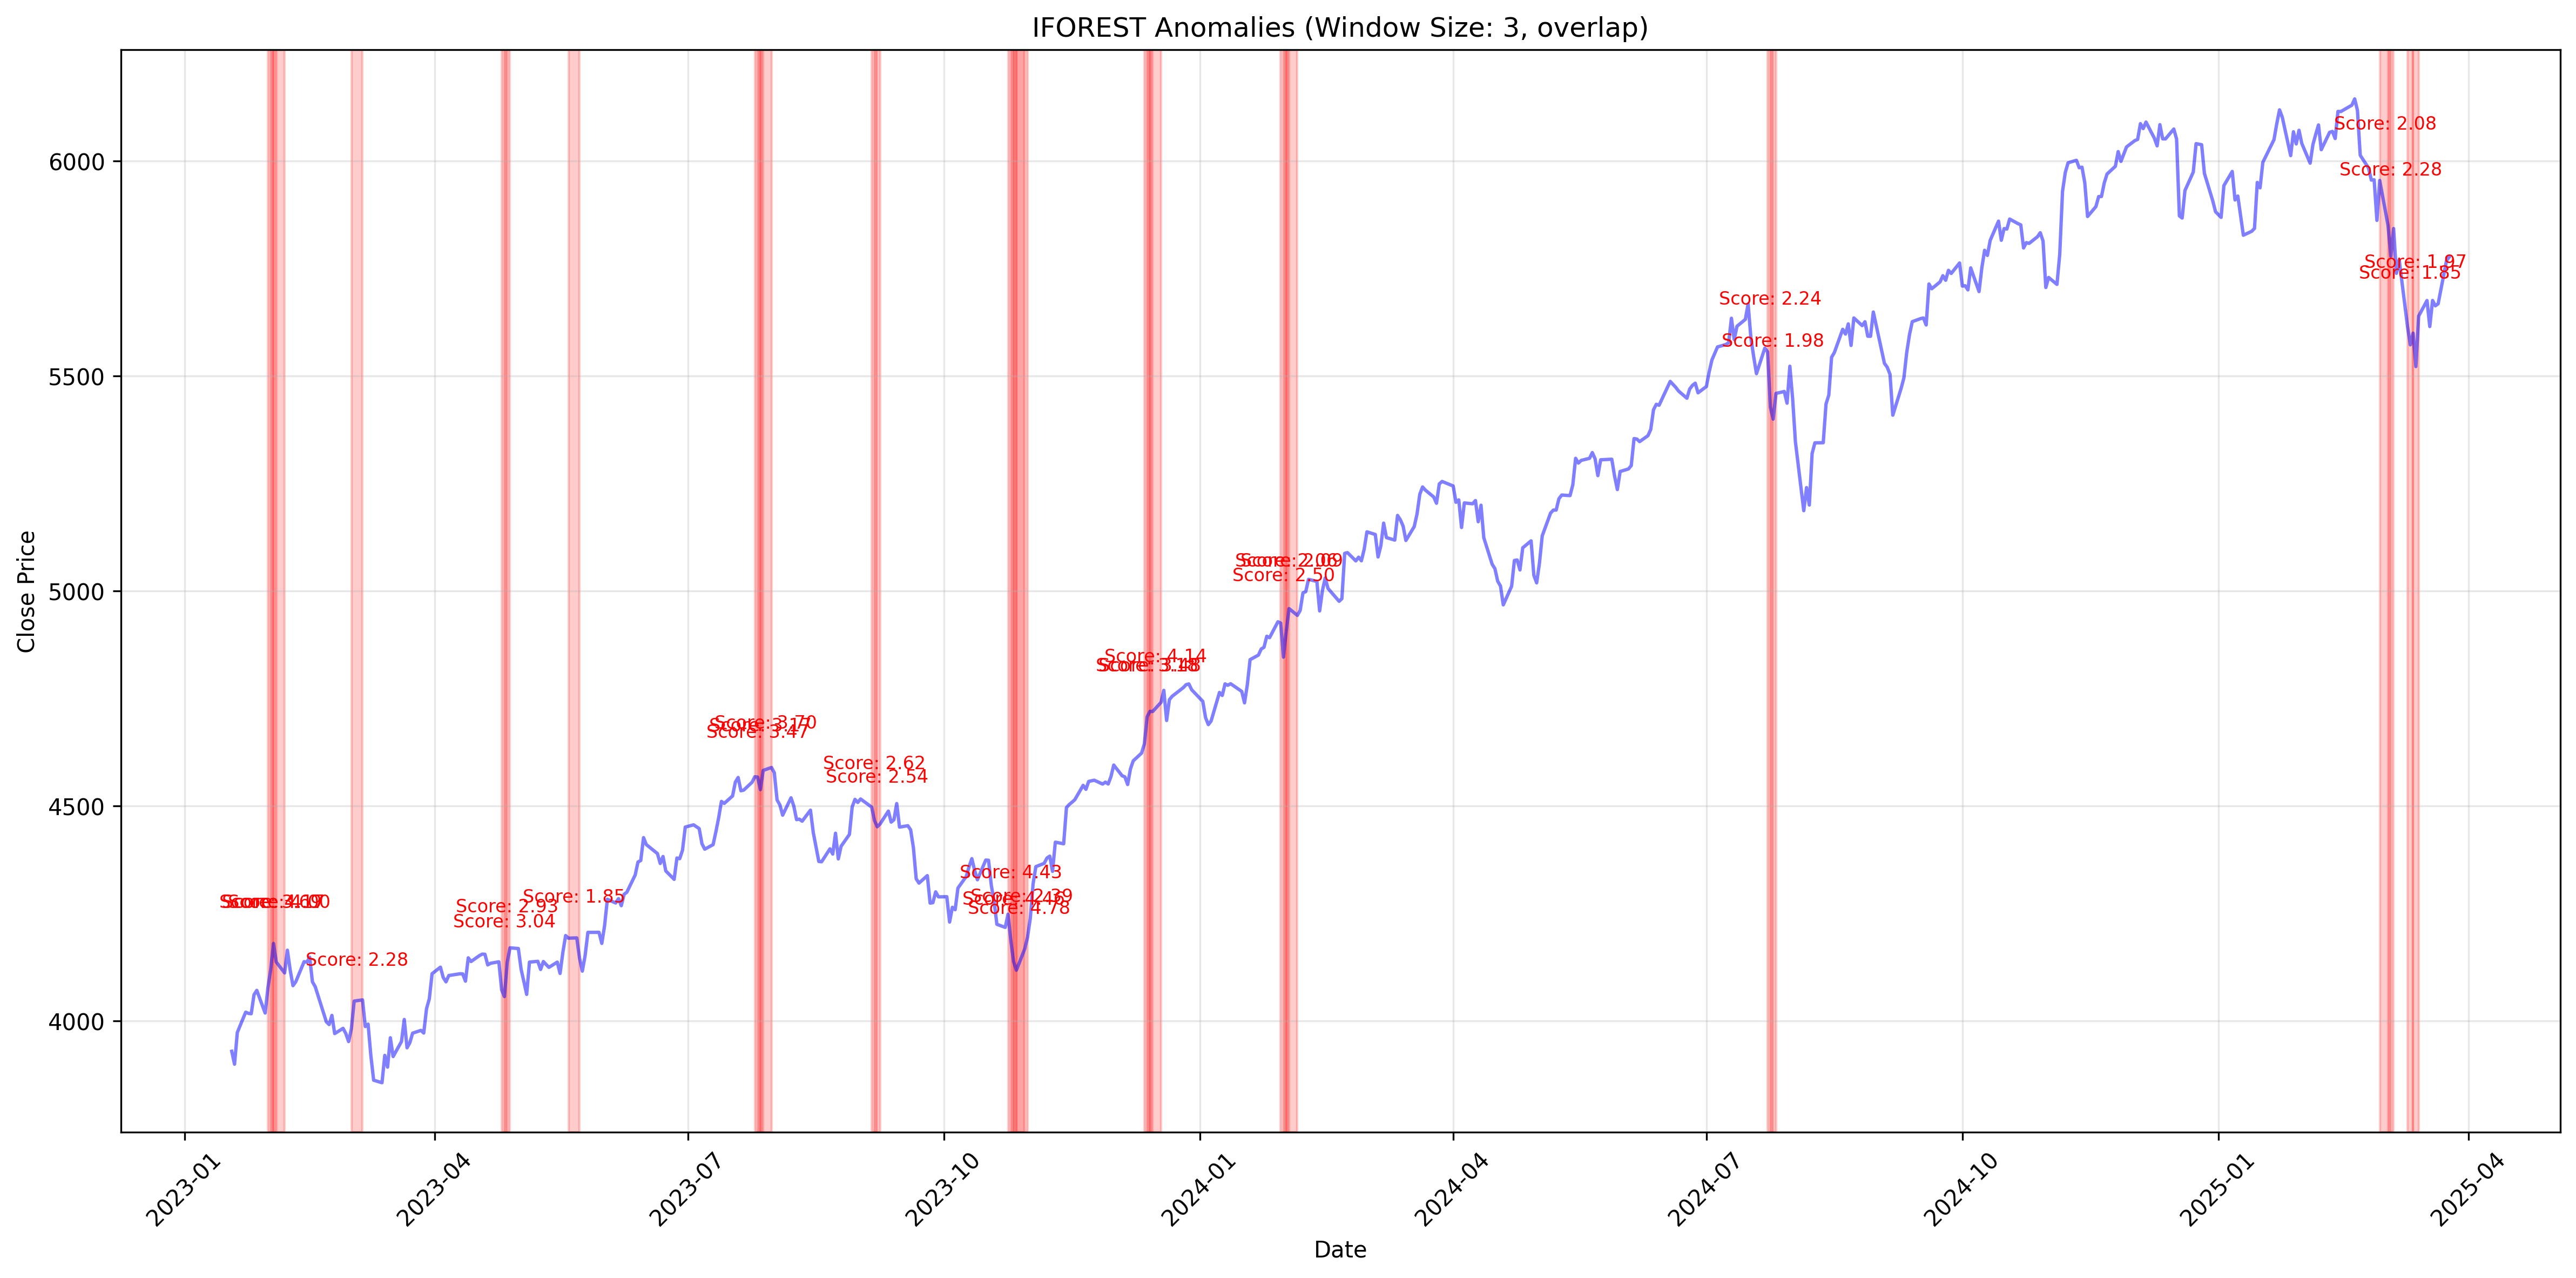 IFOREST Anomalies (Window Size: 3, overlap)
Close Price
6000
5500
5000
4500
4000
Score: 2.08
Score: 2.28
Score: 1.97
Score: 1.85
Score: 2.24
Score: 1.98
Score: 2.09
Score: 2.50
Score: 4.14
Score: 3.70
Score: 3.47
Score: 2.62
Score: 2.54
Score: 4.43
Score: 2.39
Score: 4.78
Score: 1.85
Score: 2.93
Score: 3.04
Score: 2.28
2023-01
2023-04
2023-07
2023-10
2024-01
2024-04
2024-07
2024-10
2025-01
2025-04
Date